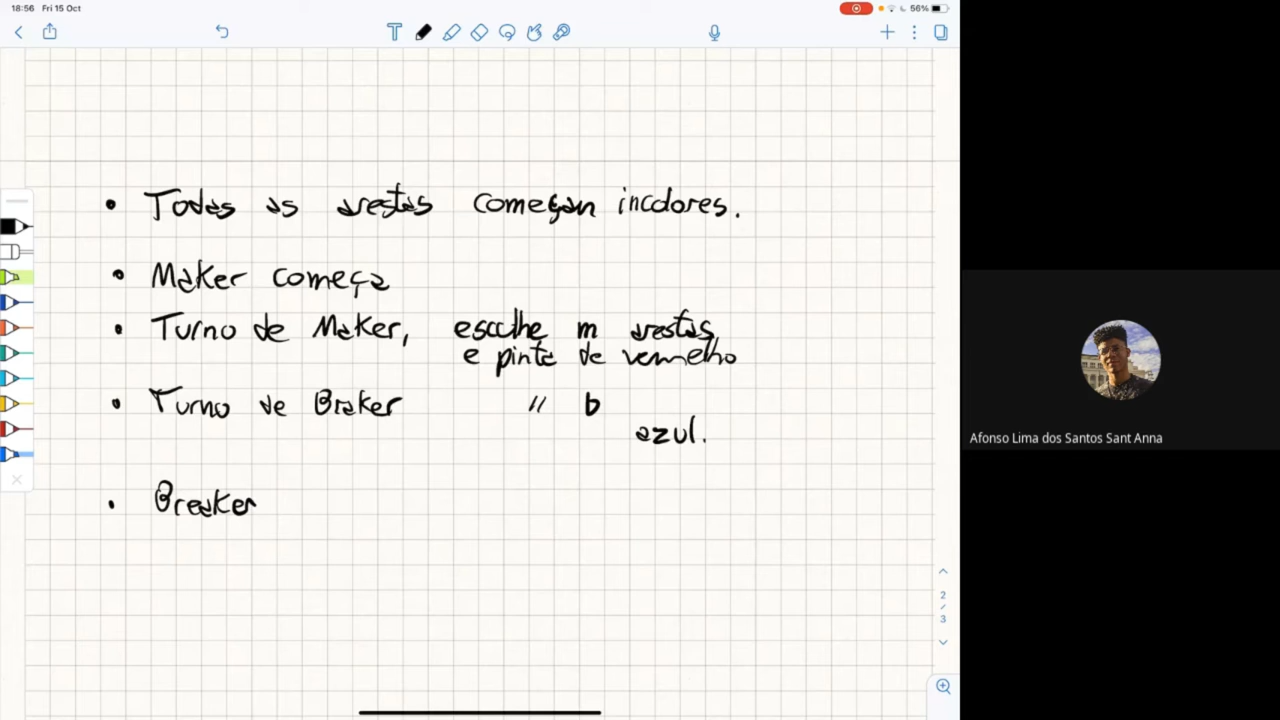 18:56 Fri 15 Oct
56%
• Todas as arestas começam incolores.
• Maker começa
• Turno de Maker, escolhe m arestas
e pinta de vermelho
• Turno de Braker // b
azul.
• Breaker
2
/
3
Afonso Lima dos Santos Sant Anna